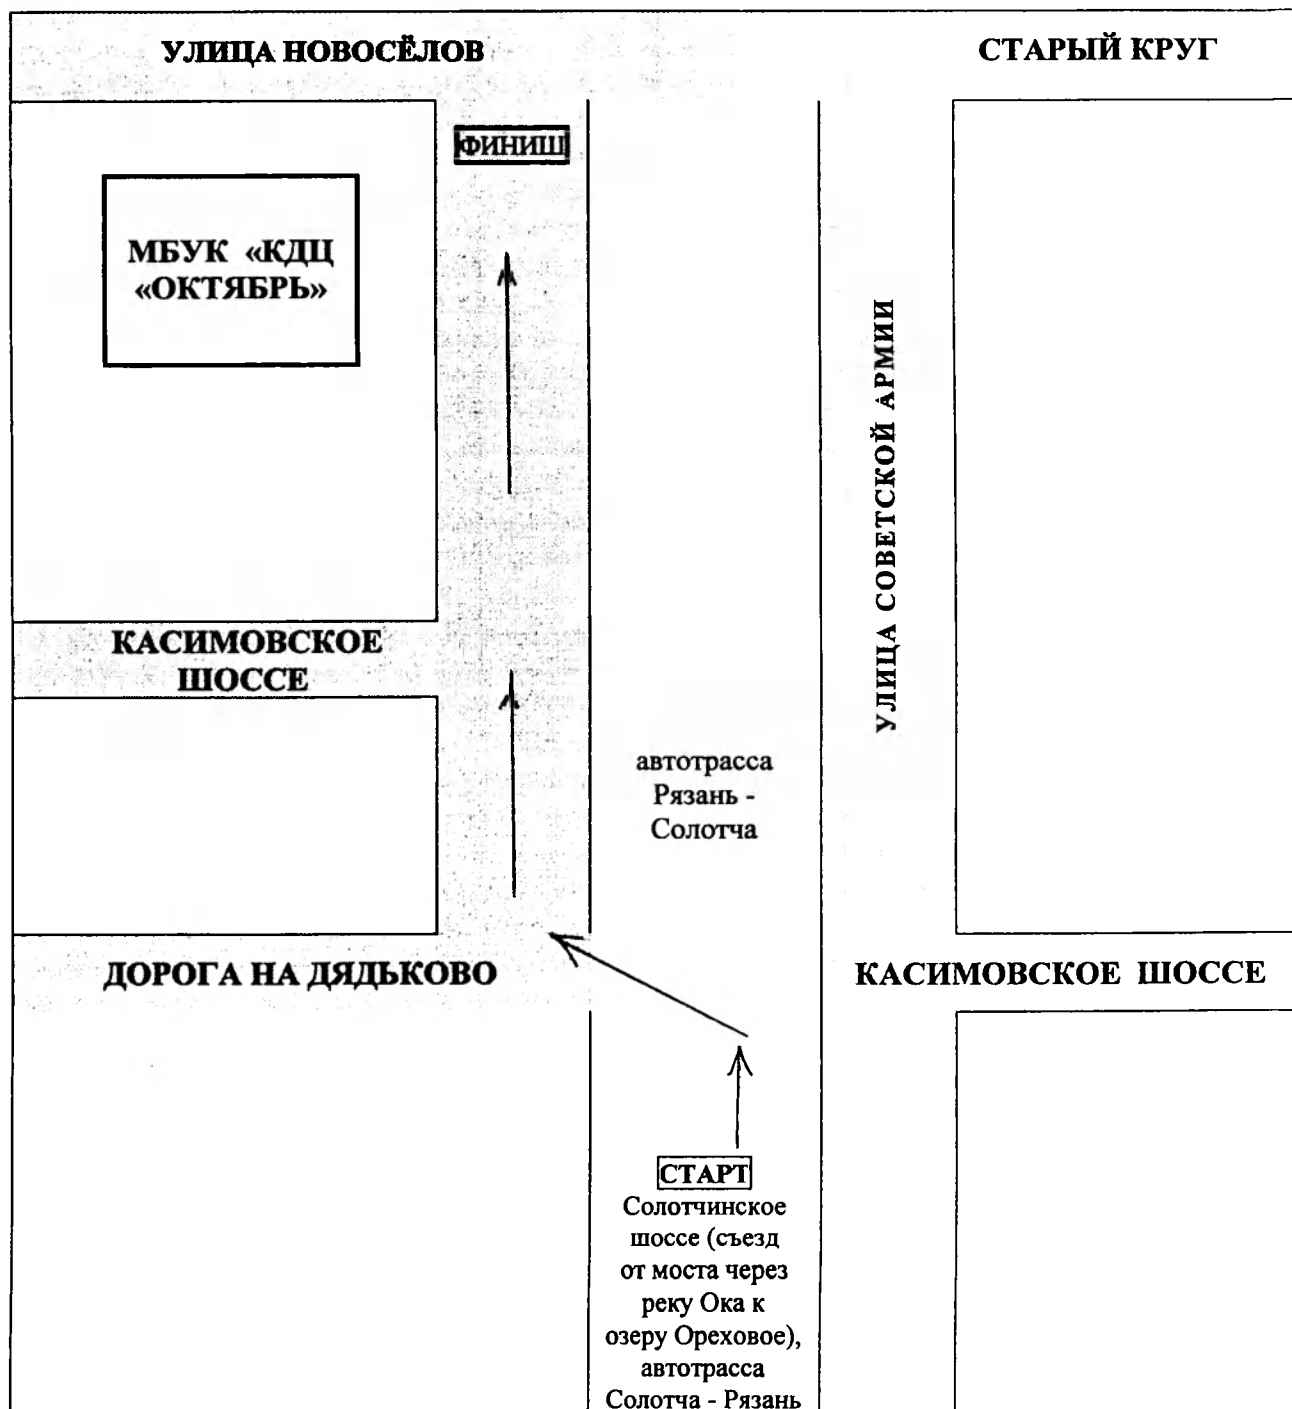 УЛИЦА НОВОСЁЛОВ
СТАРЫЙ КРУГ
ФИНИШ
МБУК «КДЦ
«ОКТЯБРЬ»
УЛИЦА СОВЕТСКОЙ АРМИИ
КАСИМОВСКОЕ
ШОССЕ
автотрасса
Рязань -
Солотча
ДОРОГА НА ДЯДЬКОВО
КАСИМОВСКОЕ ШОССЕ
СТАРТ
Солотчинское
шоссе (съезд
от моста через
реку Ока к
озеру Ореховое),
автотрасса
Солотча - Рязань